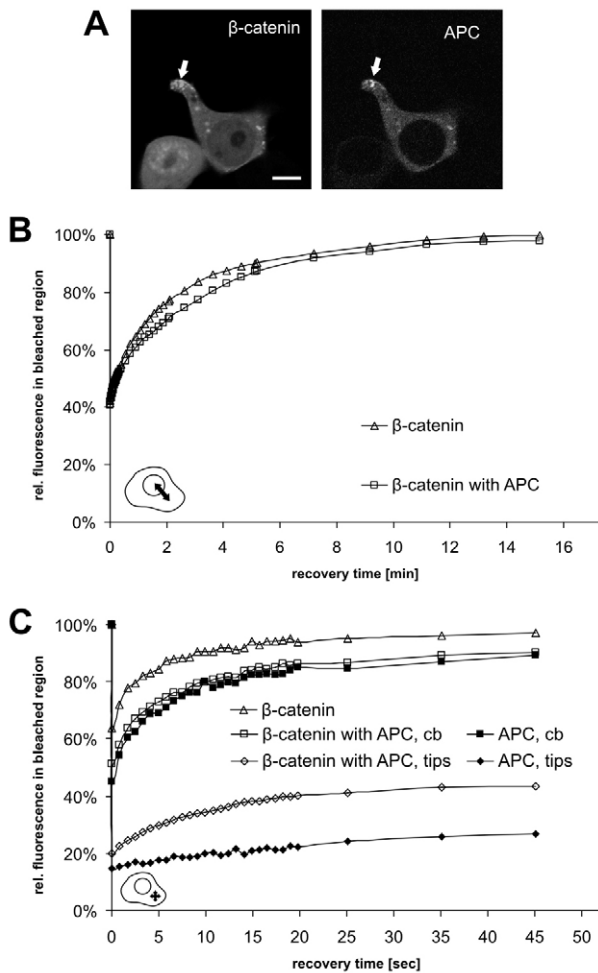 A
β-catenin
APC
B
100%
80%
60%
40%
20%
0%
rel. fluorescence in bleached region
β-catenin
β-catenin with APC
0 2 4 6 8 10 12 14 16
recovery time [min]
C
100%
80%
60%
40%
20%
0%
rel. fluorescence in bleached region
β-catenin
β-catenin with APC, cb APC, cb
β-catenin with APC, tips APC, tips
0 5 10 15 20 25 30 35 40 45 50
recovery time [sec]